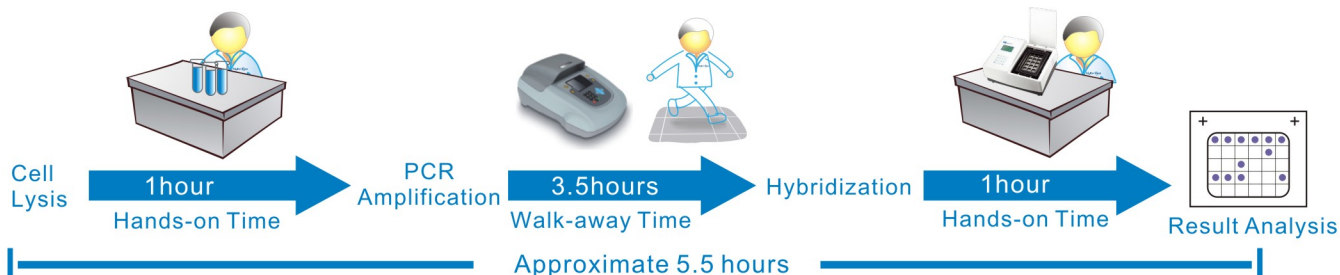 Cell
Lysis
1hour
Hands-on Time
PCR
Amplification
3.5hours
Walk-away Time
Hybridization
1hour
Hands-on Time
Result Analysis
Approximate 5.5 hours